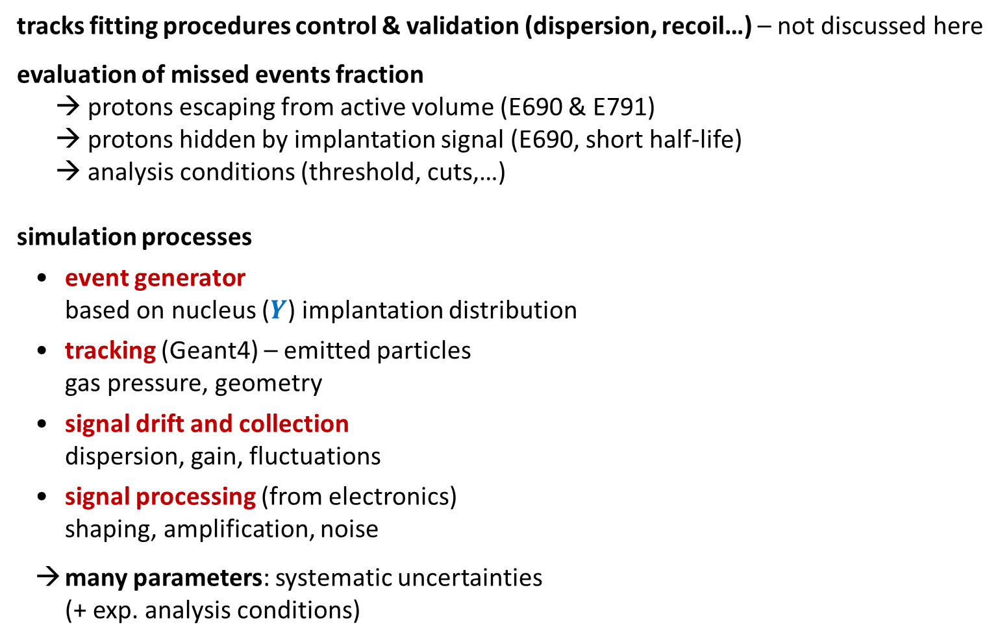 tracks fitting procedures control & validation (dispersion, recoil…) – not discussed here
evaluation of missed events fraction
→ protons escaping from active volume (E690 & E791)
→ protons hidden by implantation signal (E690, short half-life)
→ analysis conditions (threshold, cuts,…)
simulation processes
• event generator
based on nucleus (Y) implantation distribution
• tracking (Geant4) – emitted particles
gas pressure, geometry
• signal drift and collection
dispersion, gain, fluctuations
• signal processing (from electronics)
shaping, amplification, noise
→ many parameters: systematic uncertainties
(+ exp. analysis conditions)